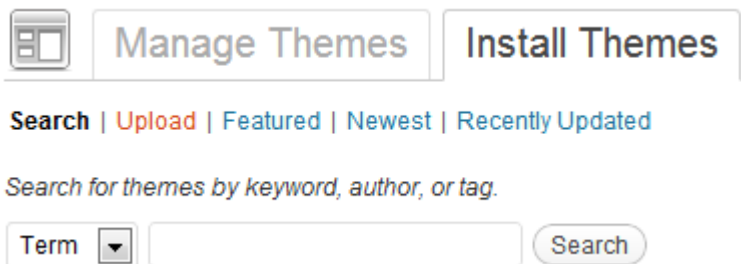 Manage Themes Install Themes
Search | Upload | Featured | Newest | Recently Updated
Search for themes by keyword, author, or tag.
Term Search